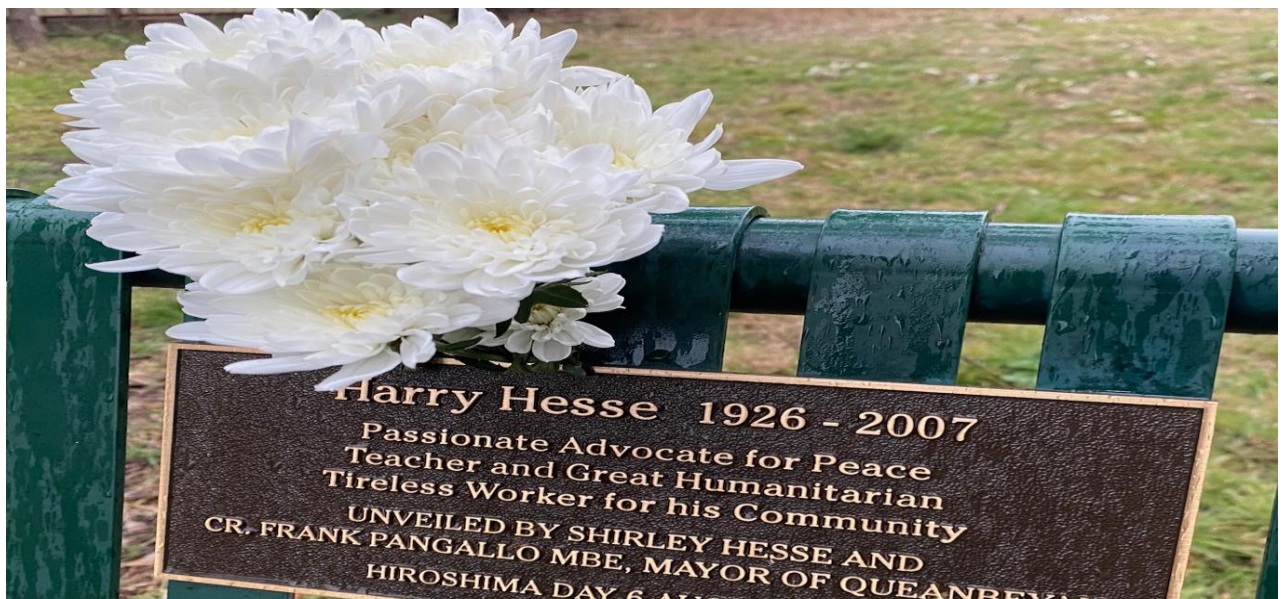 Harry Hesse 1926 - 2007
Passionate Advocate for Peace
Teacher and Great Humanitarian
Tireless Worker for his Community
UNVEILED BY SHIRLEY HESSE AND
CR. FRANK PANGALLO MBE, MAYOR OF QUEANBEYAN
HIROSHIMA DAY 6